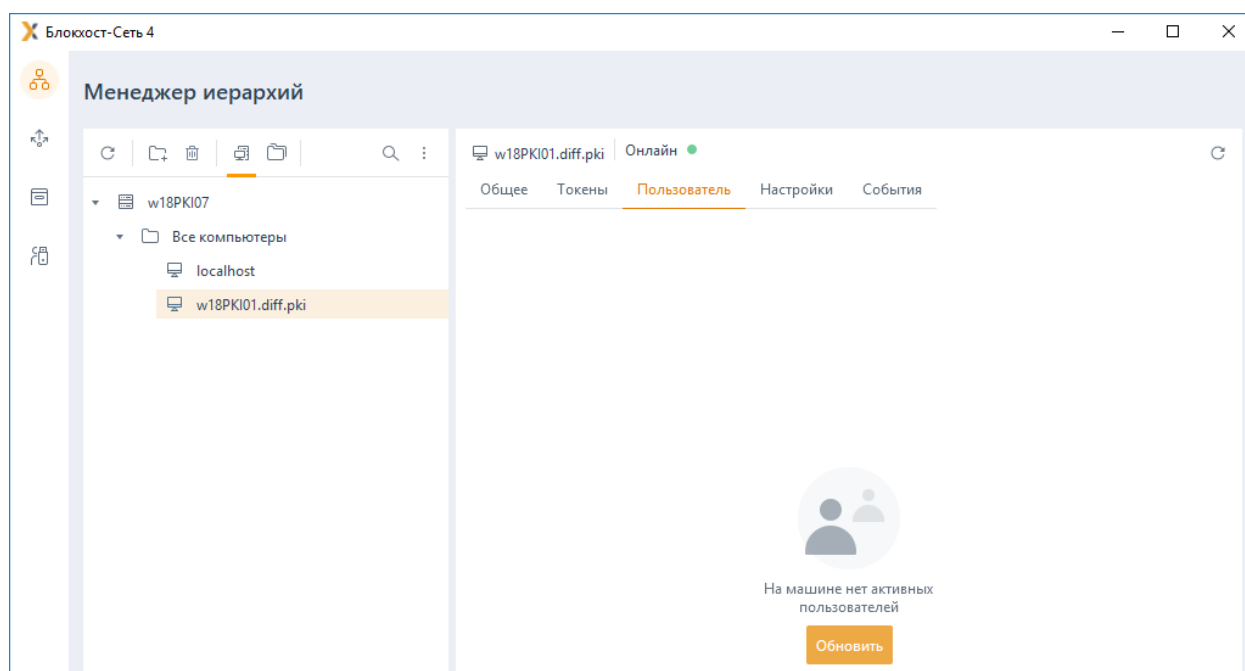 Блокхост-Сеть 4
Менеджер иерархий
w18PKI01.diff.pki Онлайн
Общее Токены Пользователь Настройки События
w18PKI07
Все компьютеры
localhost
w18PKI01.diff.pki
На машине нет активных
пользователей
Обновить